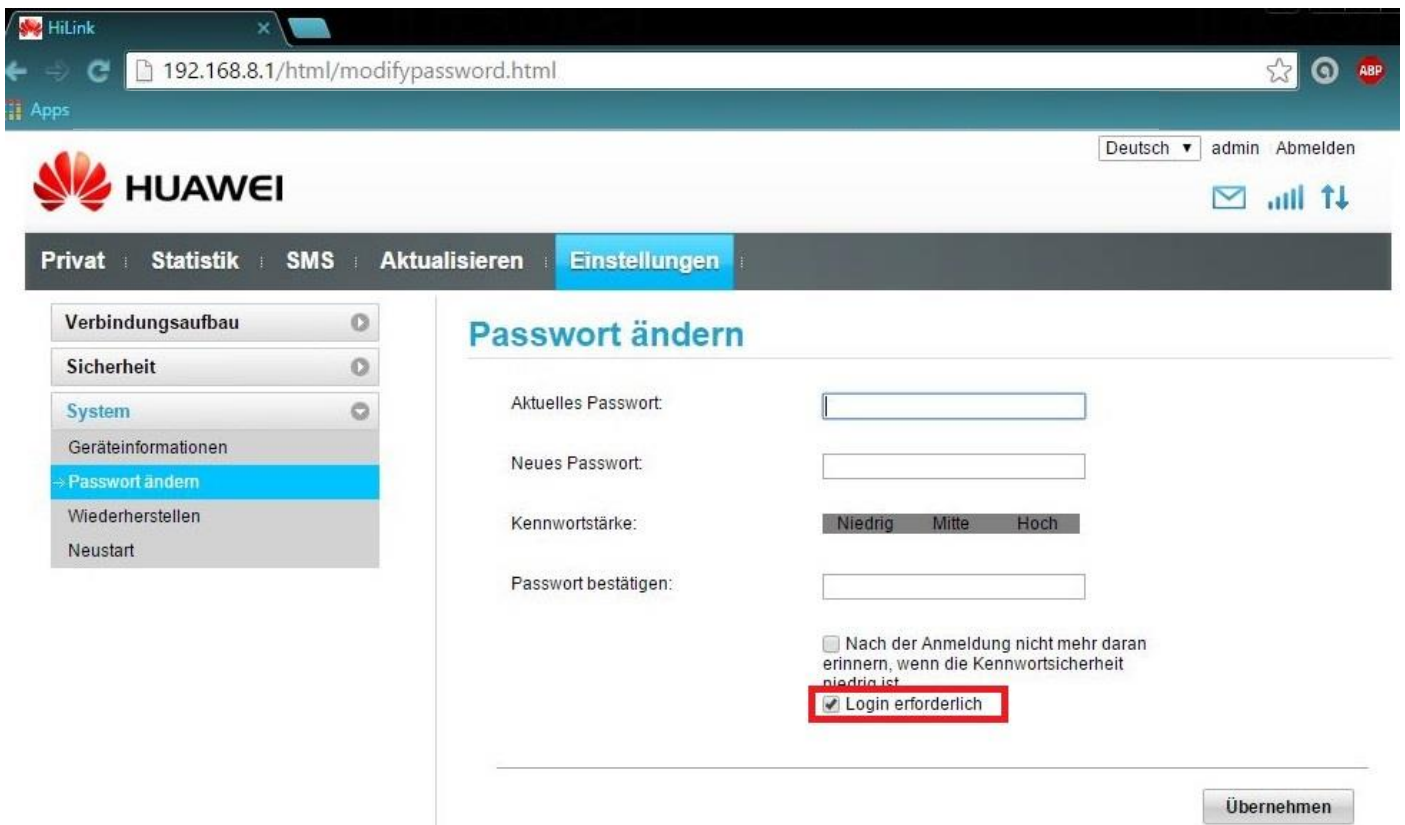 HiLink
192.168.8.1/html/modifypassword.html
ABP
Apps
Deutsch admin Abmelden
HUAWEI
Privat Statistik SMS Aktualisieren Einstellungen
Verbindungsaufbau
Sicherheit
System
Geräteinformationen
Passwort ändern
Wiederherstellen
Neustart
Passwort ändern
Aktuelles Passwort:
Neues Passwort:
Kennwortstärke: Niedrig Mitte Hoch
Passwort bestätigen:
Nach der Anmeldung nicht mehr daran
erinnern, wenn die Kennwortsicherheit
niedrig ist
Login erforderlich
Übernehmen